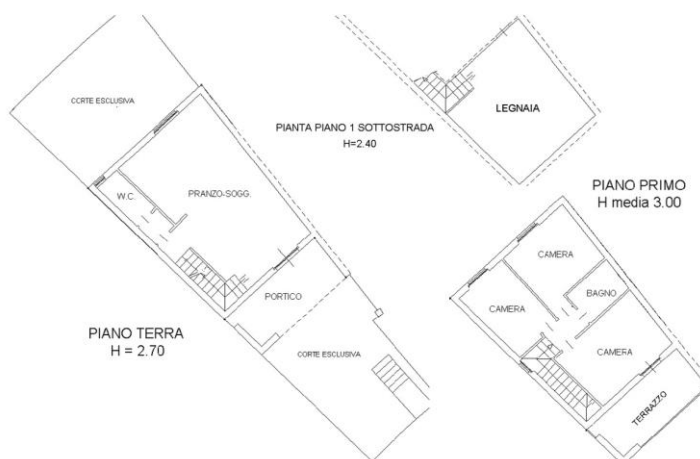 CORTE ESCLUSIVA
W.C.
PRANZO-SOGG.
PORTICO
CORTE ESCLUSIVA
PIANO TERRA
H = 2.70
PIANTA PIANO 1 SOTTOSTRADA
H=2.40
LEGNAIA
PIANO PRIMO
H media 3.00
CAMERA
CAMERA
BAGNO
CAMERA
TERRAZZO